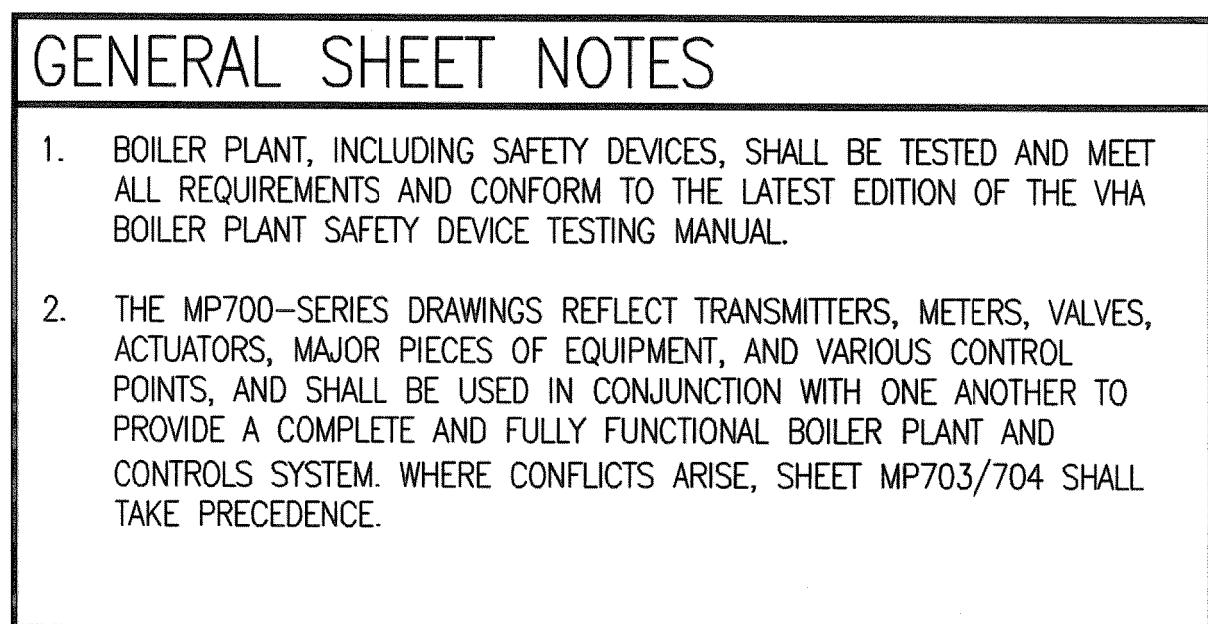 GENERAL SHEET NOTES
1. BOILER PLANT, INCLUDING SAFETY DEVICES, SHALL BE TESTED AND MEET
ALL REQUIREMENTS AND CONFORM TO THE LATEST EDITION OF THE VHA
BOILER PLANT SAFETY DEVICE TESTING MANUAL.
2. THE MP700-SERIES DRAWINGS REFLECT TRANSMITTERS, METERS, VALVES,
ACTUATORS, MAJOR PIECES OF EQUIPMENT, AND VARIOUS CONTROL
POINTS, AND SHALL BE USED IN CONJUNCTION WITH ONE ANOTHER TO
PROVIDE A COMPLETE AND FULLY FUNCTIONAL BOILER PLANT AND
CONTROLS SYSTEM. WHERE CONFLICTS ARISE, SHEET MP703/704 SHALL
TAKE PRECEDENCE.